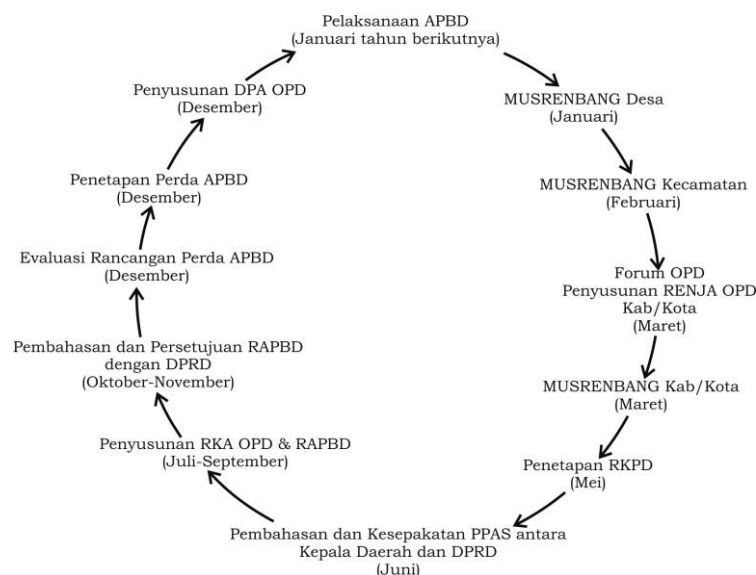 Pelaksanaan APBD
(Januari tahun berikutnya)
MUSRENBANG Desa
(Januari)
MUSRENBANG Kecamatan
(Februari)
Forum OPD
Penyusunan RENJA OPD
Kab/Kota
(Maret)
MUSRENBANG Kab/Kota
(Maret)
Penetapan RKPD
(Mei)
Pembahasan dan Kesepakatan PPAS antara
Kepala Daerah dan DPRD
(Juni)
Penyusunan RKA OPD & RAPBD
(Juli-September)
Pembahasan dan Persetujuan RAPBD
dengan DPRD
(Oktober-November)
Evaluasi Rancangan Perda APBD
(Desember)
Penetapan Perda APBD
(Desember)
Penyusunan DPA OPD
(Desember)